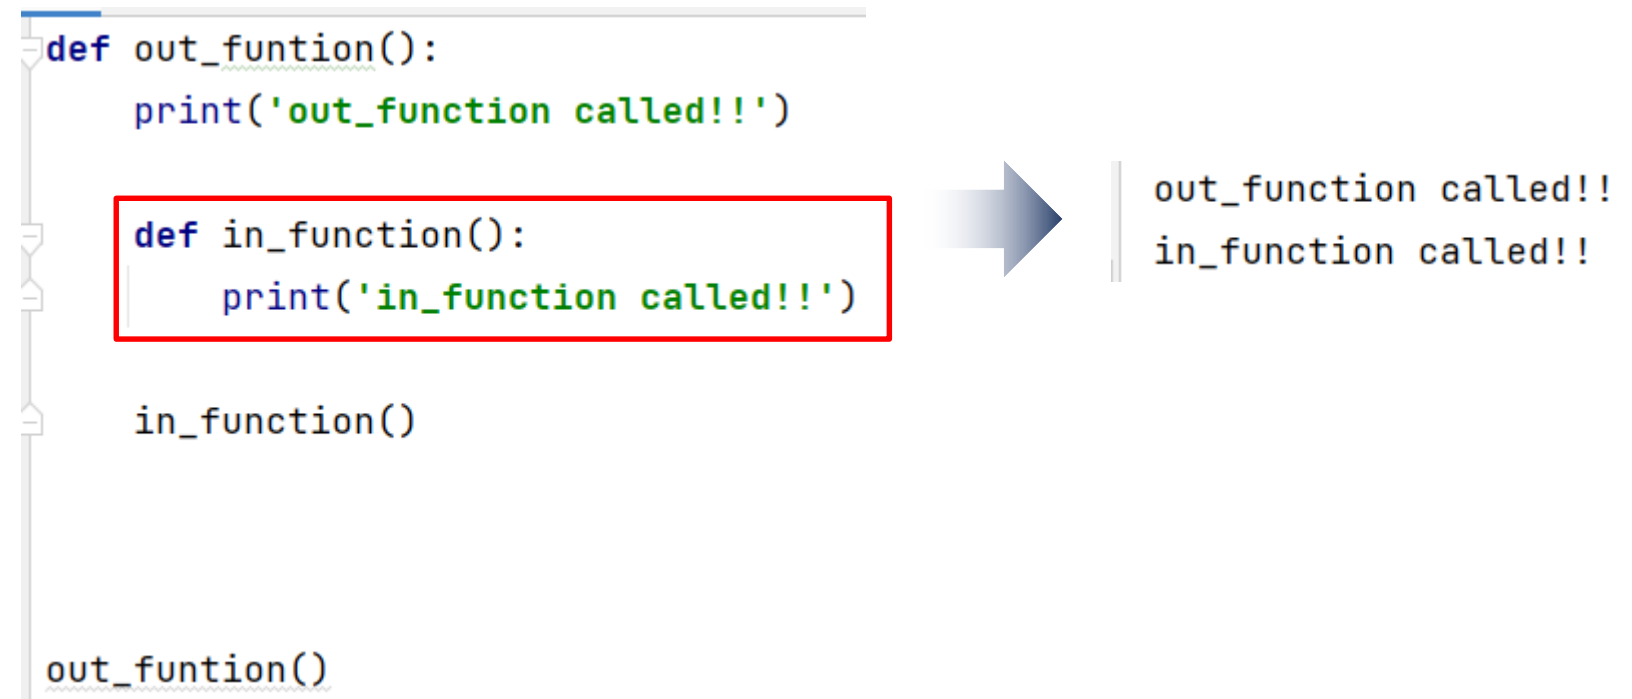 def out_funtion():
    print('out_function called!!')
    def in_function():
        print('in_function called!!')
    in_function()
out_funtion()
out_function called!!
in_function called!!